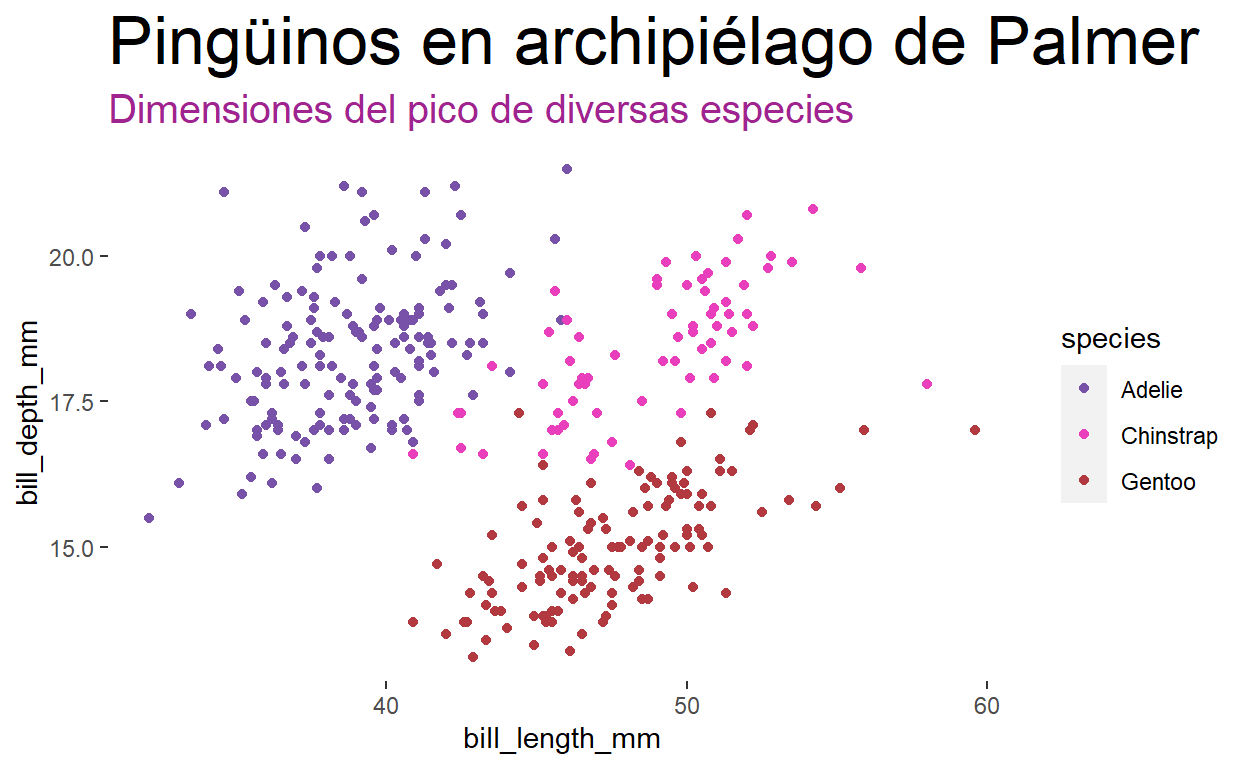 Pingüinos en archipiélago de Palmer
Dimensiones del pico de diversas especies
bill_depth_mm
20.0
17.5
15.0
40
50
60
bill_length_mm
species
Adelie
Chinstrap
Gentoo